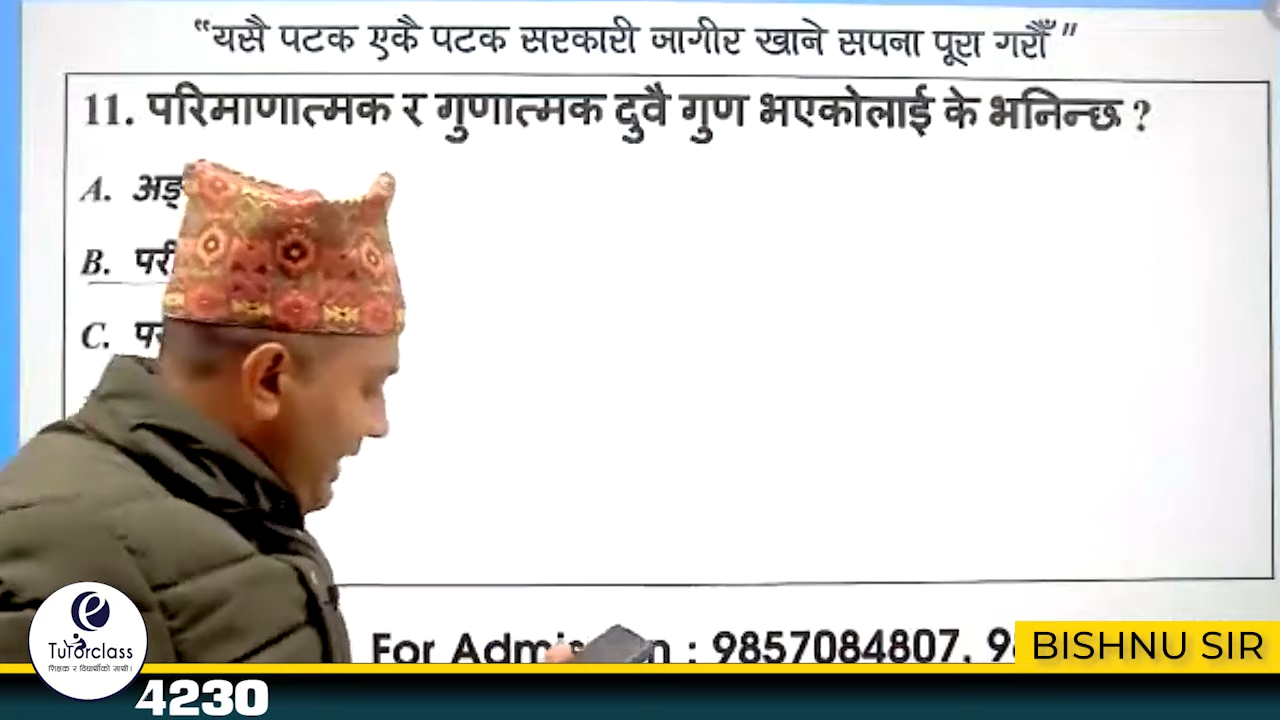 "यसै पटक एकै पटक सरकारी जागीर खाने सपना पूरा गरौँ"
11. परिमाणात्मक र गुणात्मक दुवै गुण भएकोलाई के भनिन्छ ?
A.
B.
C.
For : 9857084807,
BISHNU SIR
e
Tutorclass
शिक्षक र विद्यार्थीको साथी।
4230